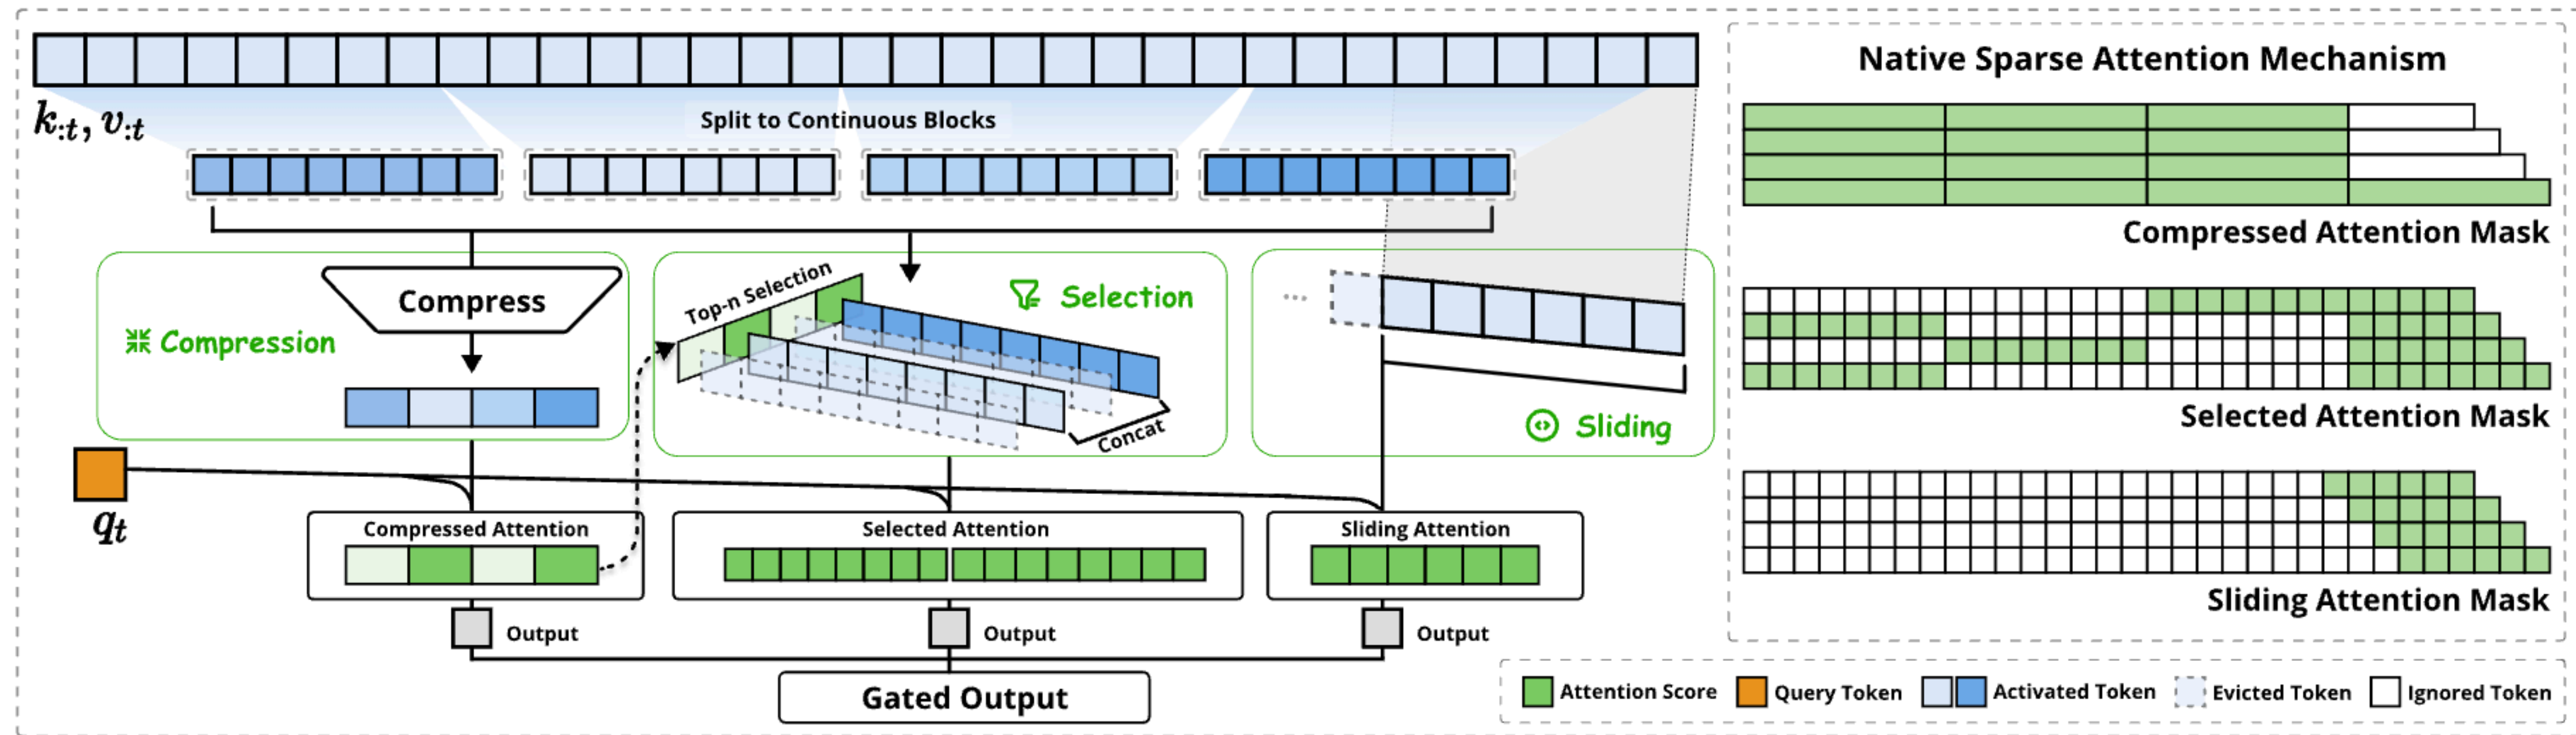 k:t, v:t
Split to Continuous Blocks
Compress
Compression
Top-n Selection
Selection
Concat
...
Sliding
qt
Compressed Attention
Selected Attention
Sliding Attention
Output
Output
Output
Gated Output
Native Sparse Attention Mechanism
Compressed Attention Mask
Selected Attention Mask
Sliding Attention Mask
Attention Score
Query Token
Activated Token
Evicted Token
Ignored Token